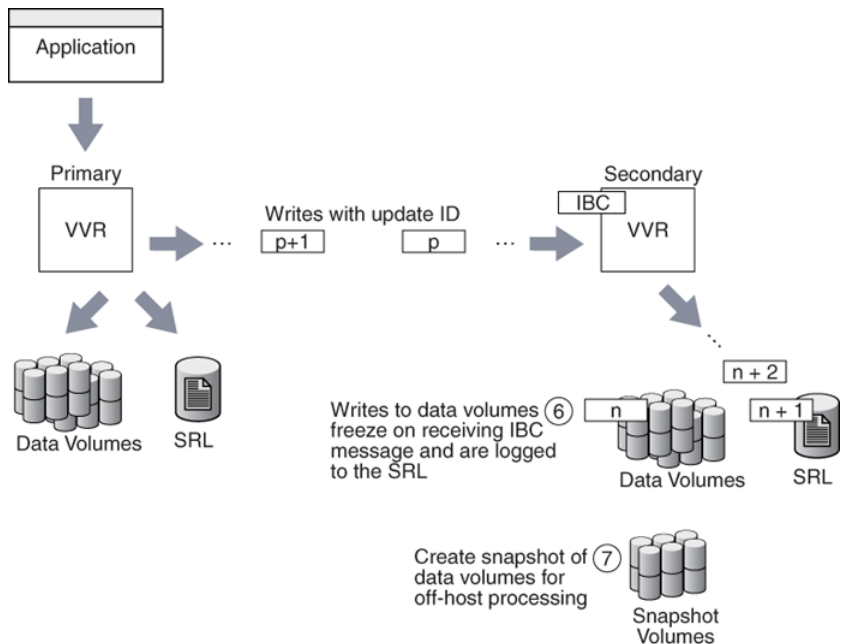 Application
Primary
Secondary
IBC
VVR
... 
Writes with update ID
p+1
p
...
VVR
...
n + 2
Writes to data volumes 6
freeze on receiving IBC
message and are logged
to the SRL
n
n + 1
Data Volumes
SRL
Data Volumes
SRL
Create snapshot of 7
data volumes for
off-host processing
Snapshot
Volumes